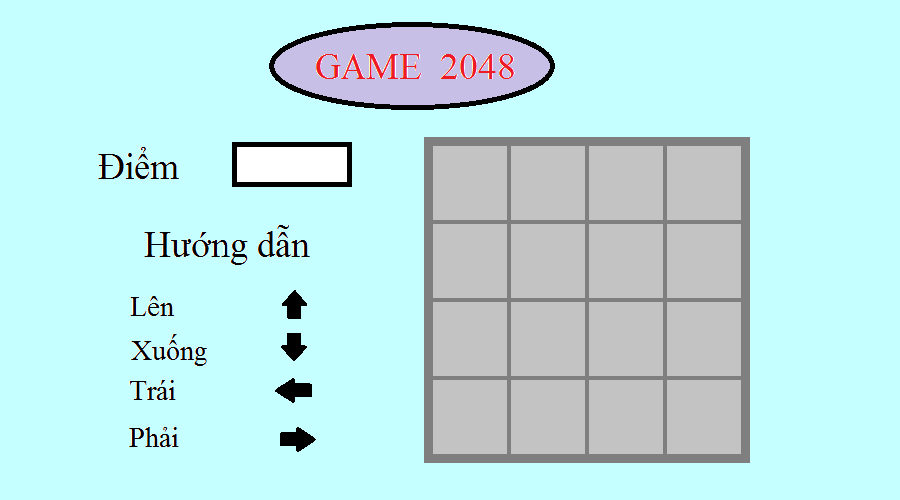 GAME 2048
Điểm
Hướng dẫn
Lên
Xuống
Trái
Phải